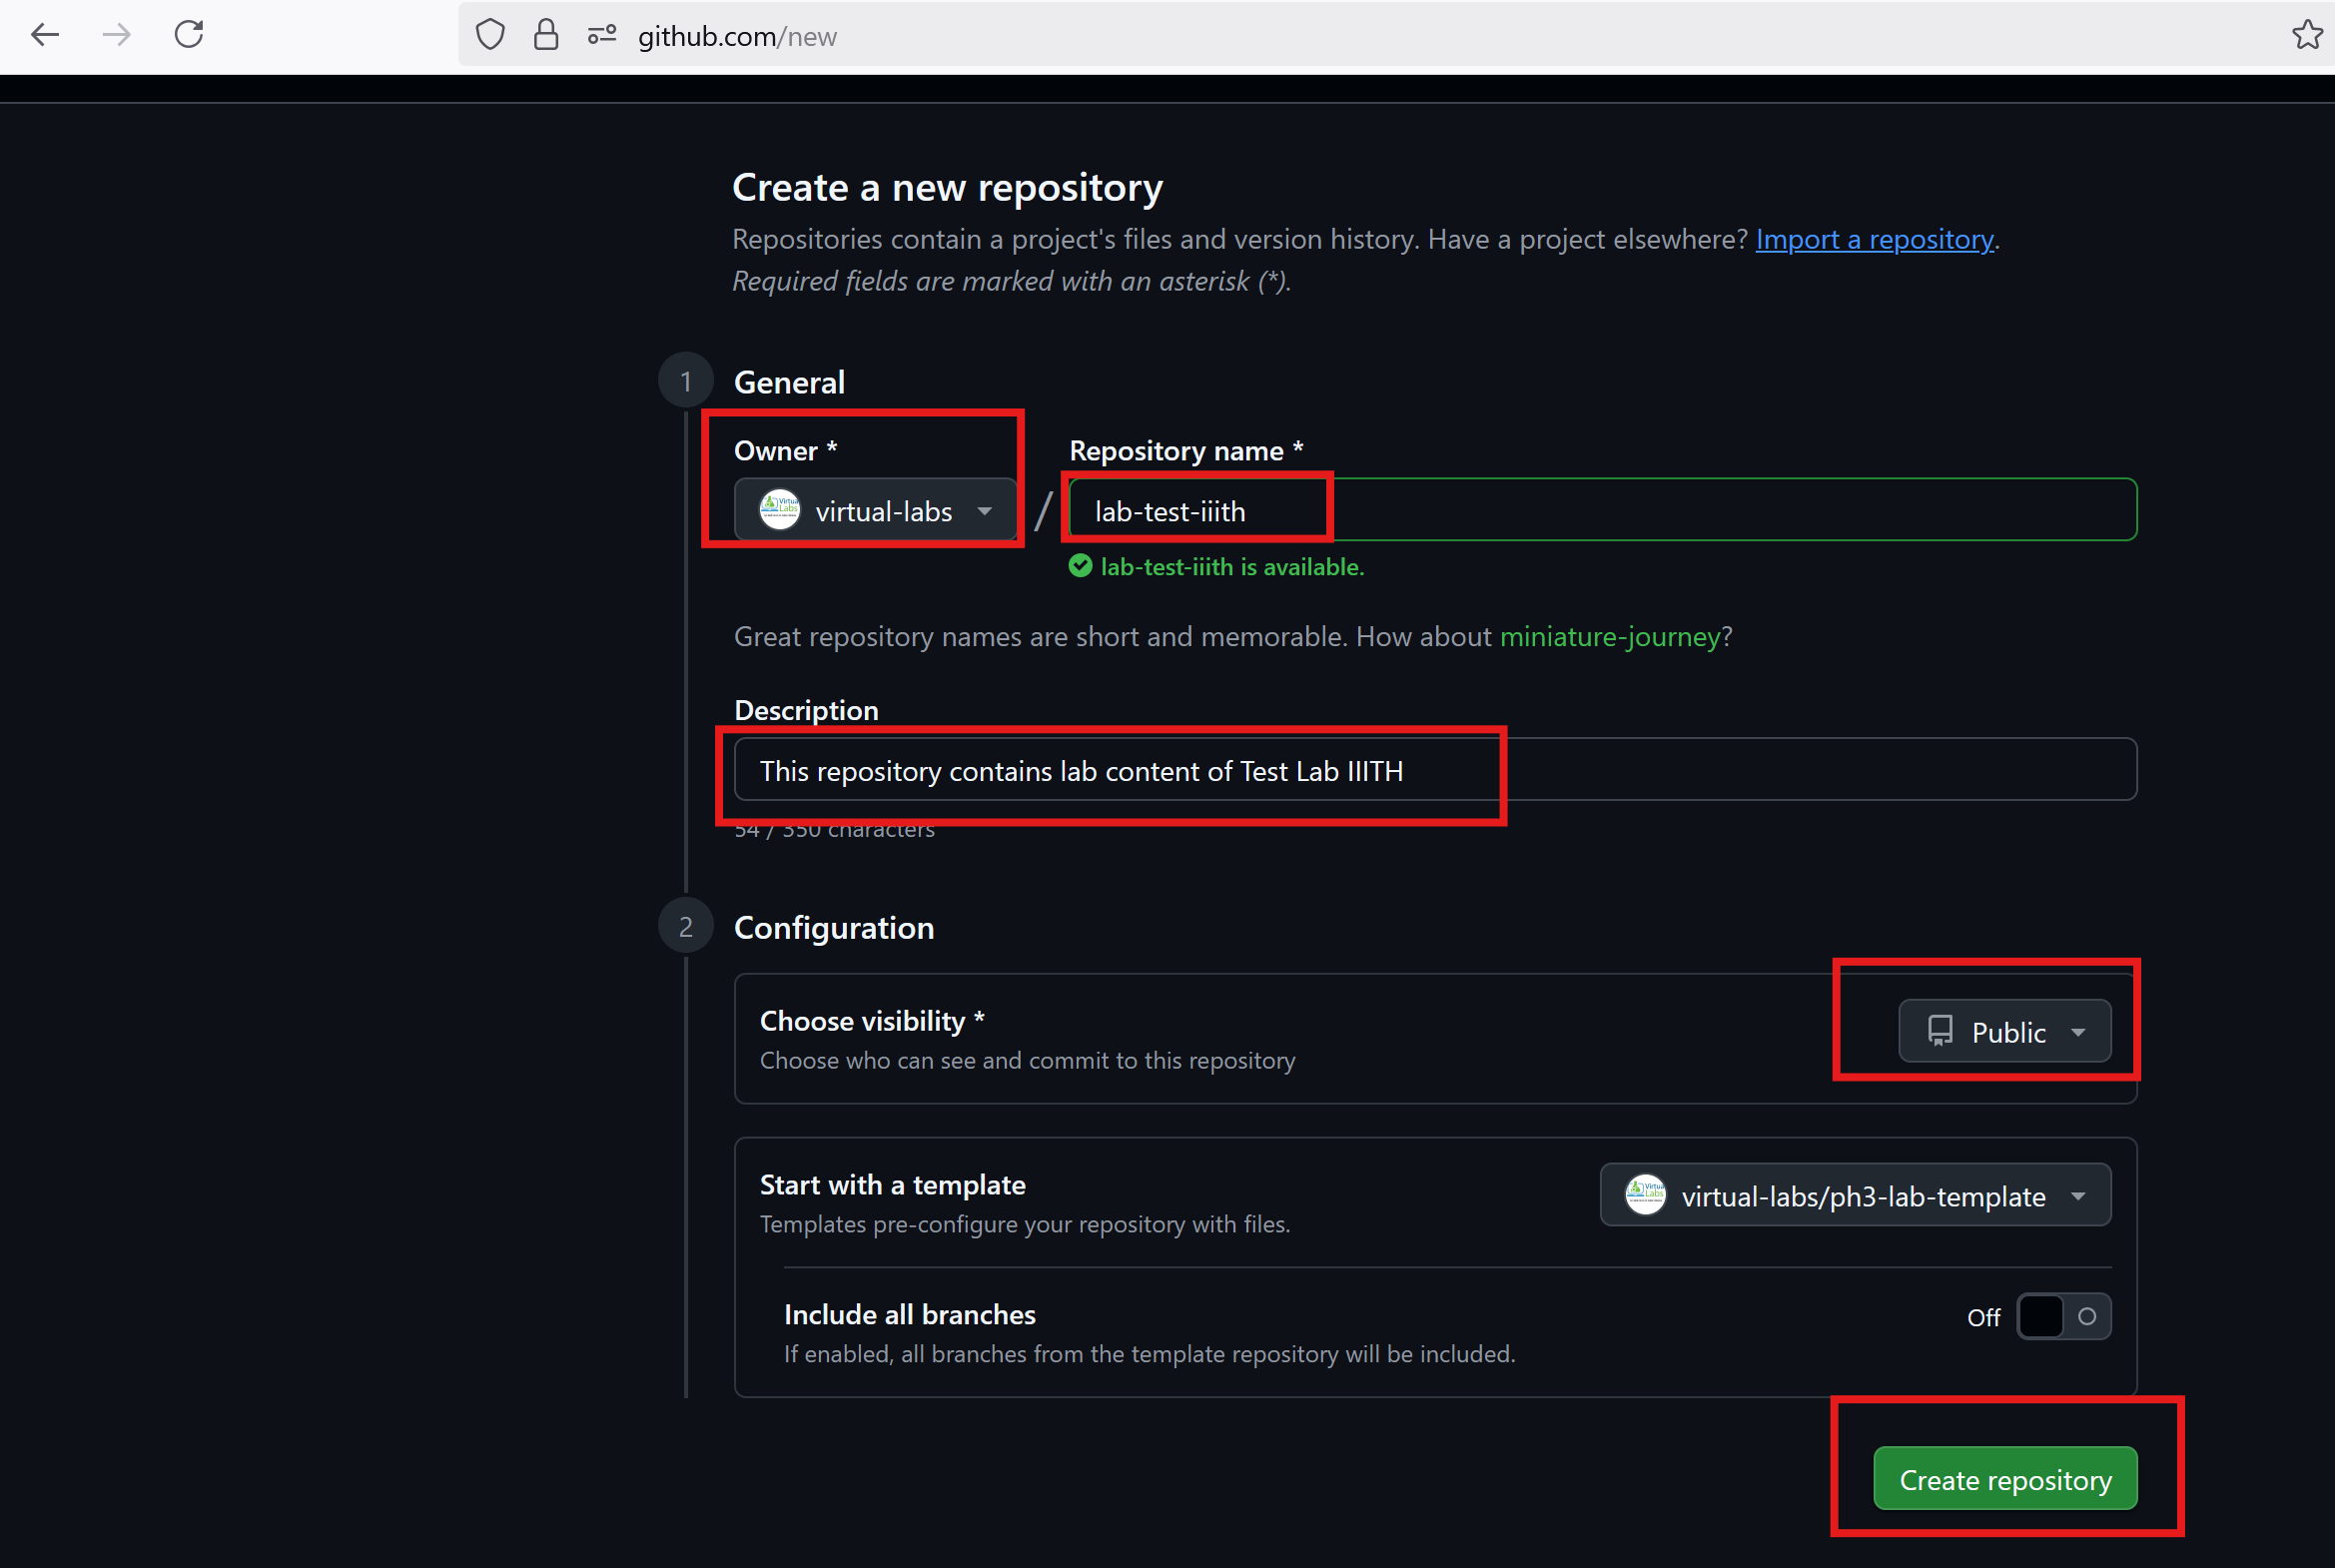 github.com/new
Create a new repository
Repositories contain a project's files and version history. Have a project elsewhere? Import a repository.
Required fields are marked with an asterisk (*).
1 General
Owner * Repository name *
virtual-labs / lab-test-iiith
lab-test-iiith is available.
Great repository names are short and memorable. How about miniature-journey?
Description
This repository contains lab content of Test Lab IIITH
54 / 350 characters
2 Configuration
Choose visibility * Public
Choose who can see and commit to this repository
Start with a template virtual-labs/ph3-lab-template
Templates pre-configure your repository with files.
Include all branches Off
If enabled, all branches from the template repository will be included.
Create repository